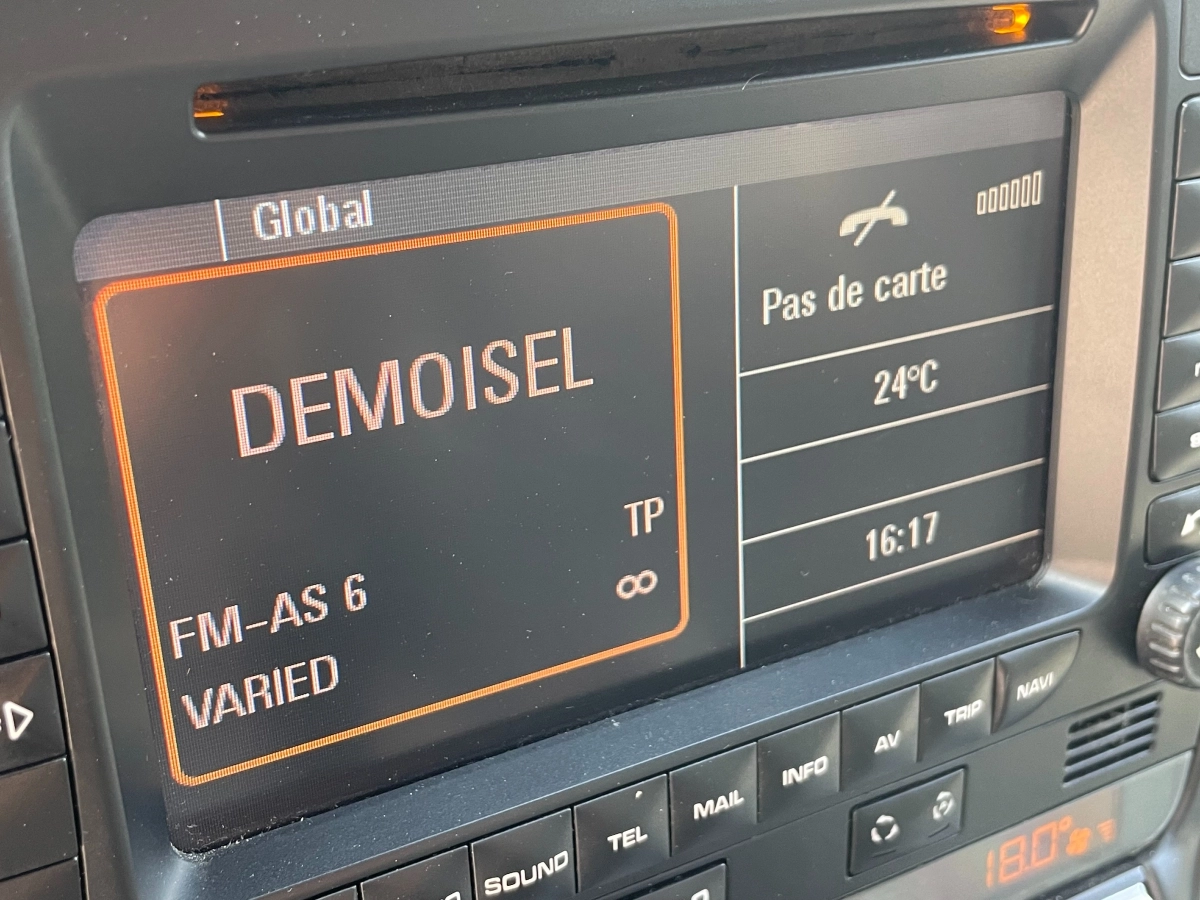 Global
DEMOISEL
TP
FM-AS 6
∞
VARIED
Pas de carte
24°C
16:17
SOUND
TEL
MAIL
INFO
AV
TRIP
NAVI
18.0°